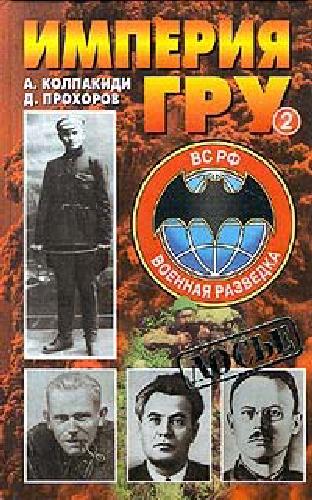 ИМПЕРИЯ
А. КОЛПАКИДИ
Д. ПРОХОРОВ
ГРУ
2
ВС РФ
ВОЕННАЯ РАЗВЕДКА
ДОСЬЕ